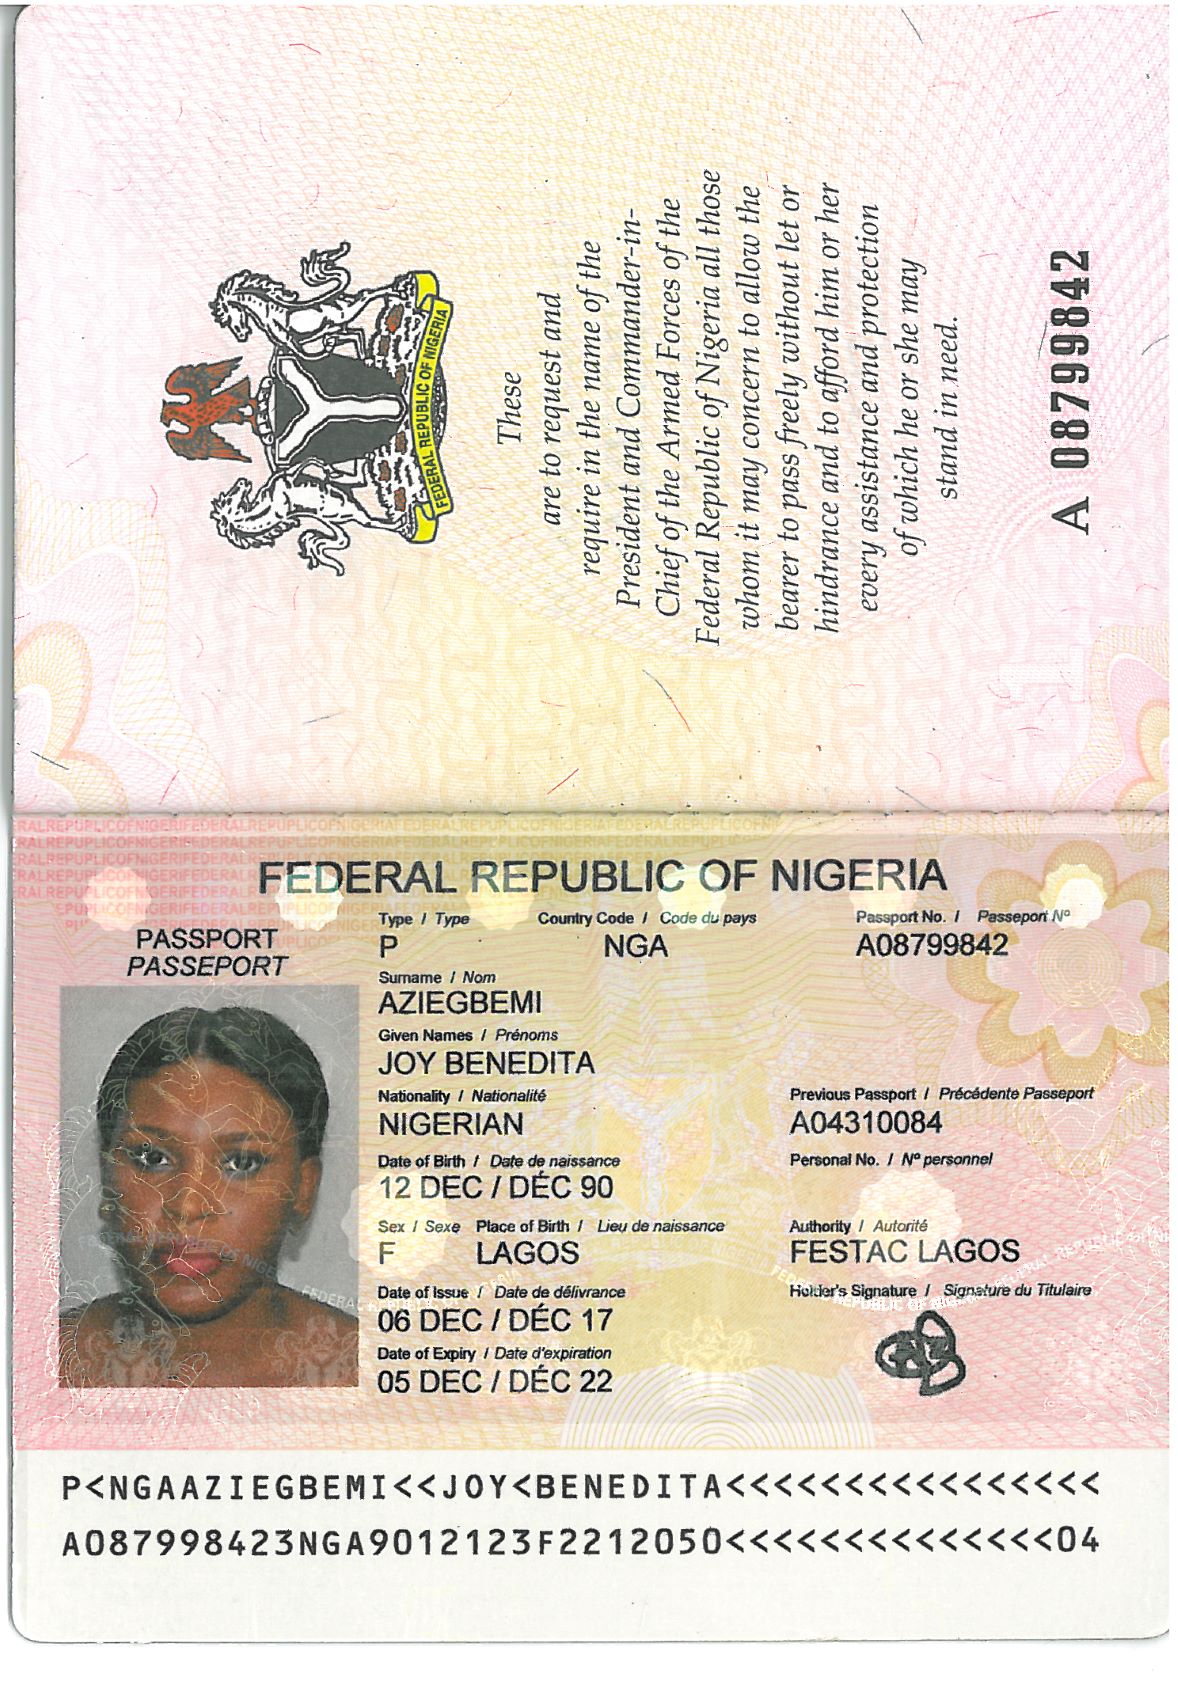 FEDERAL REPUBLIC OF NIGERIA
These
are to request and
require in the name of the
President and Commander-in-
Chief of the Armed Forces of the
Federal Republic of Nigeria all those
whom it may concern to allow the
bearer to pass freely without let or
hindrance and to afford him or her
every assistance and protection
of which he or she may
stand in need.
A 08799842
FEDERAL REPUBLIC OF NIGERIA
PASSPORT
PASSEPORT
Type / Type Country Code / Code du pays Passport No. / Passeport Nº
P NGA A08799842
Surname / Nom
AZIEGBEMI
Given Names / Prénoms
JOY BENEDITA
Nationality / Nationalité Previous Passport / Précédente Passeport
NIGERIAN A04310084
Date of Birth / Date de naissance Personal No. / Nº personnel
12 DEC / DÉC 90
Sex / Sexe Place of Birth / Lieu de naissance Authority / Autorité
F LAGOS FESTAC LAGOS
Date of Issue / Date de délivrance Holder's Signature / Signature du Titulaire
06 DEC / DÉC 17
Date of Expiry / Date d'expiration
05 DEC / DÉC 22
P<NGAAZIEGBEMI<<JOY<BENEDITA<<<<<<<<<<<<<<<<
A087998423NGA9012123F2212050<<<<<<<<<<<<<<04